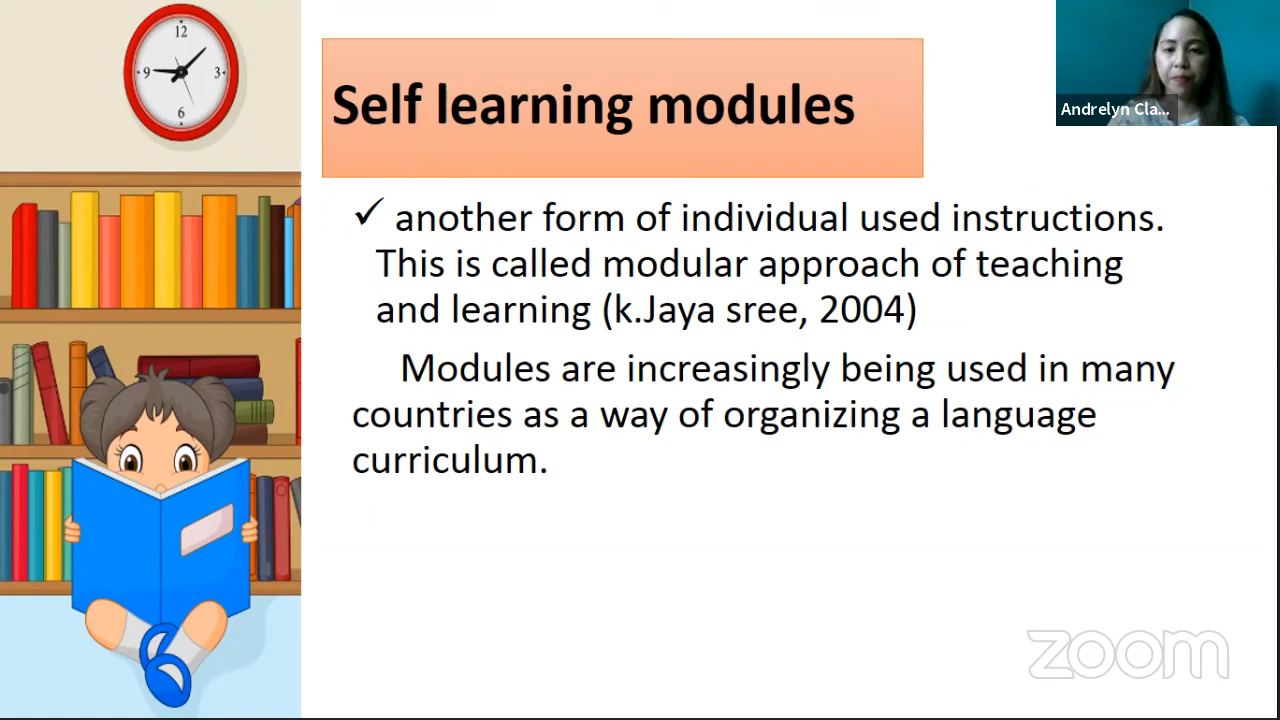 12
9
3
6
Self learning modules
Andrelyn Cla...
✓ another form of individual used instructions.
This is called modular approach of teaching
and learning (k.Jaya sree, 2004)
Modules are increasingly being used in many
countries as a way of organizing a language
curriculum.
zoom